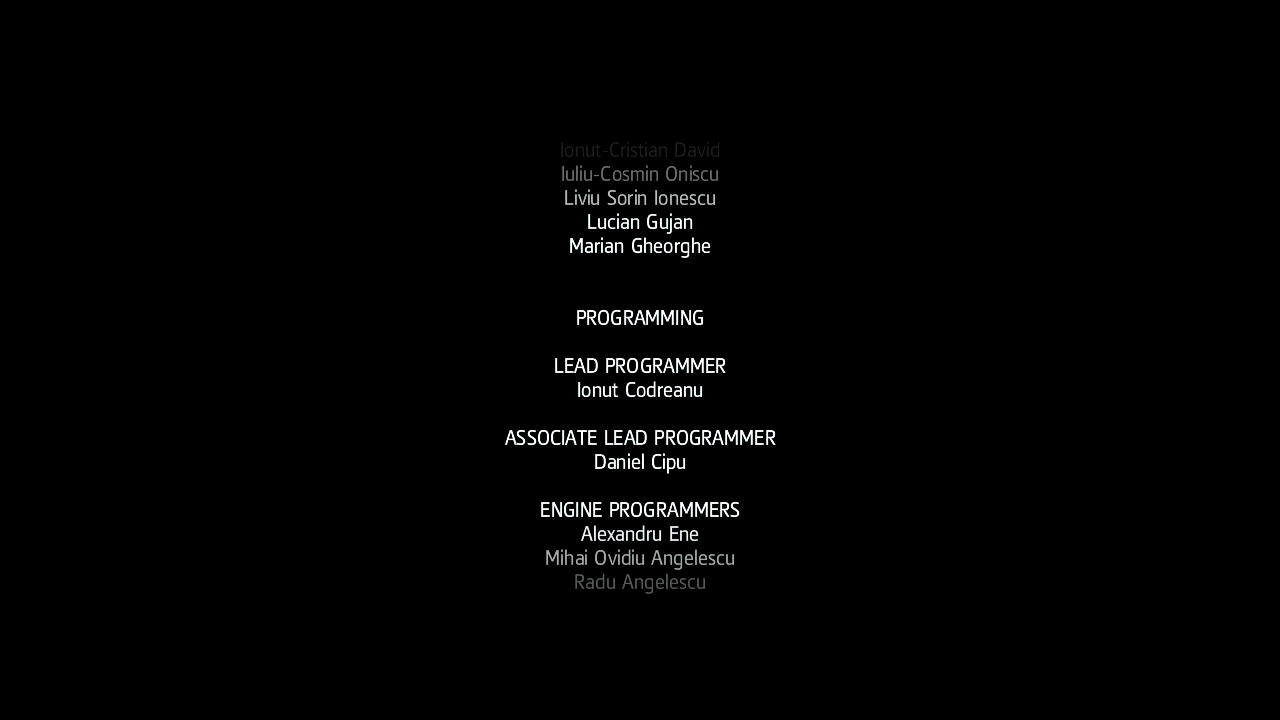 Ionut-Cristian David
Iuliu-Cosmin Oniscu
Liviu Sorin Ionescu
Lucian Gujan
Marian Gheorghe
PROGRAMMING
LEAD PROGRAMMER
Ionut Codreanu
ASSOCIATE LEAD PROGRAMMER
Daniel Cipu
ENGINE PROGRAMMERS
Alexandru Ene
Mihai Ovidiu Angelescu
Radu Angelescu